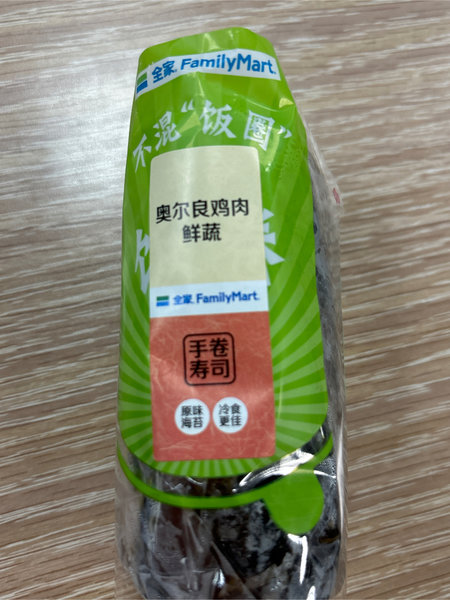 全家 FamilyMart
不混“饭圈”
奥尔良鸡肉
鲜蔬
全家 FamilyMart
手卷
寿司
原味
海苔
冷食
更佳